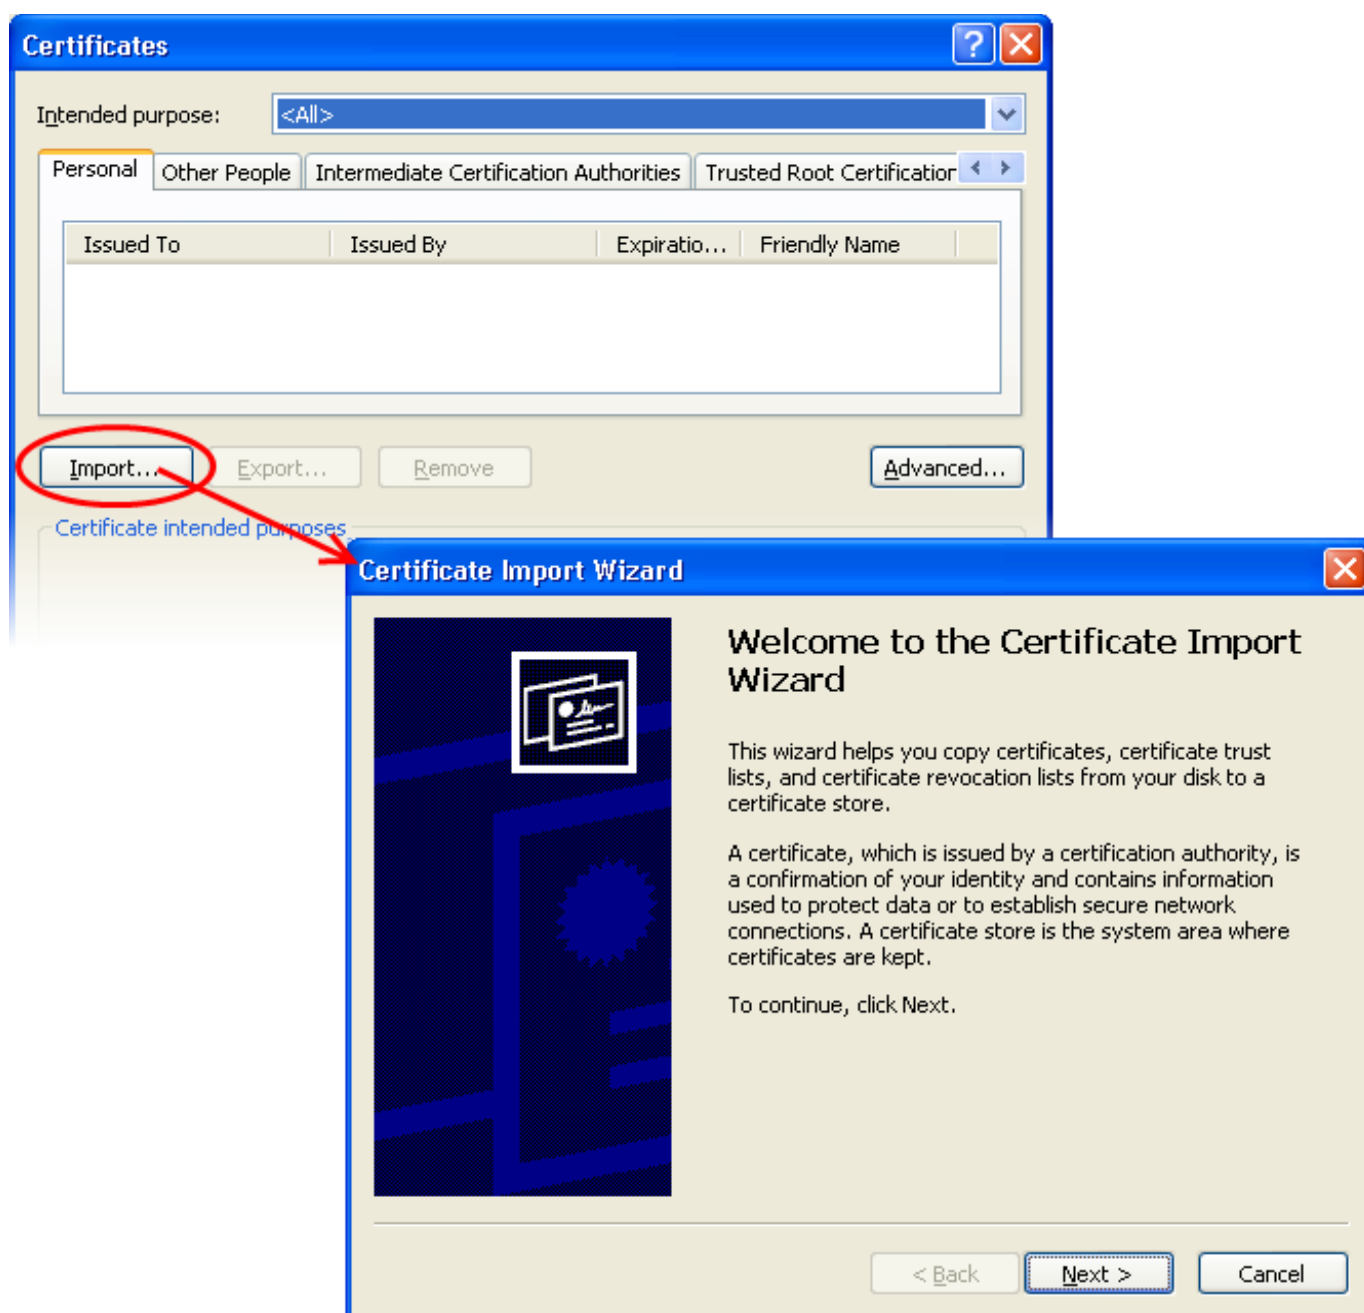 Certificates
Intended purpose: <All>
Personal Other People Intermediate Certification Authorities Trusted Root Certification
Issued To Issued By Expiratio... Friendly Name
Import... Export... Remove Advanced...
Certificate intended purposes
Certificate Import Wizard
Welcome to the Certificate Import
Wizard
This wizard helps you copy certificates, certificate trust
lists, and certificate revocation lists from your disk to a
certificate store.
A certificate, which is issued by a certification authority, is
a confirmation of your identity and contains information
used to protect data or to establish secure network
connections. A certificate store is the system area where
certificates are kept.
To continue, click Next.
< Back Next > Cancel